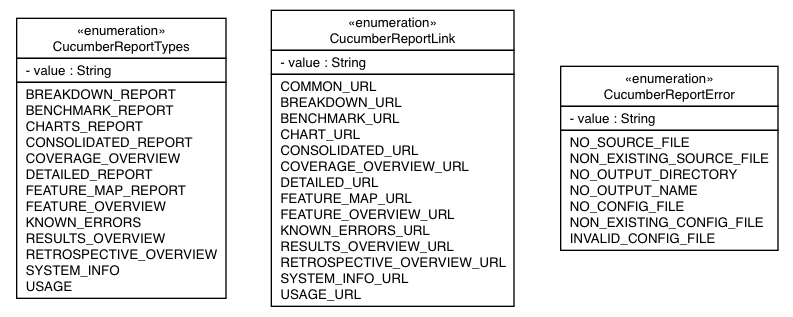 «enumeration»
CucumberReportTypes
- value : String
BREAKDOWN_REPORT
BENCHMARK_REPORT
CHARTS_REPORT
CONSOLIDATED_REPORT
COVERAGE_OVERVIEW
DETAILED_REPORT
FEATURE_MAP_REPORT
FEATURE_OVERVIEW
KNOWN_ERRORS
RESULTS_OVERVIEW
RETROSPECTIVE_OVERVIEW
SYSTEM_INFO
USAGE
«enumeration»
CucumberReportLink
- value : String
COMMON_URL
BREAKDOWN_URL
BENCHMARK_URL
CHART_URL
CONSOLIDATED_URL
COVERAGE_OVERVIEW_URL
DETAILED_URL
FEATURE_MAP_URL
FEATURE_OVERVIEW_URL
KNOWN_ERRORS_URL
RESULTS_OVERVIEW_URL
RETROSPECTIVE_OVERVIEW_URL
SYSTEM_INFO_URL
USAGE_URL
«enumeration»
CucumberReportError
- value : String
NO_SOURCE_FILE
NON_EXISTING_SOURCE_FILE
NO_OUTPUT_DIRECTORY
NO_OUTPUT_NAME
NO_CONFIG_FILE
NON_EXISTING_CONFIG_FILE
INVALID_CONFIG_FILE